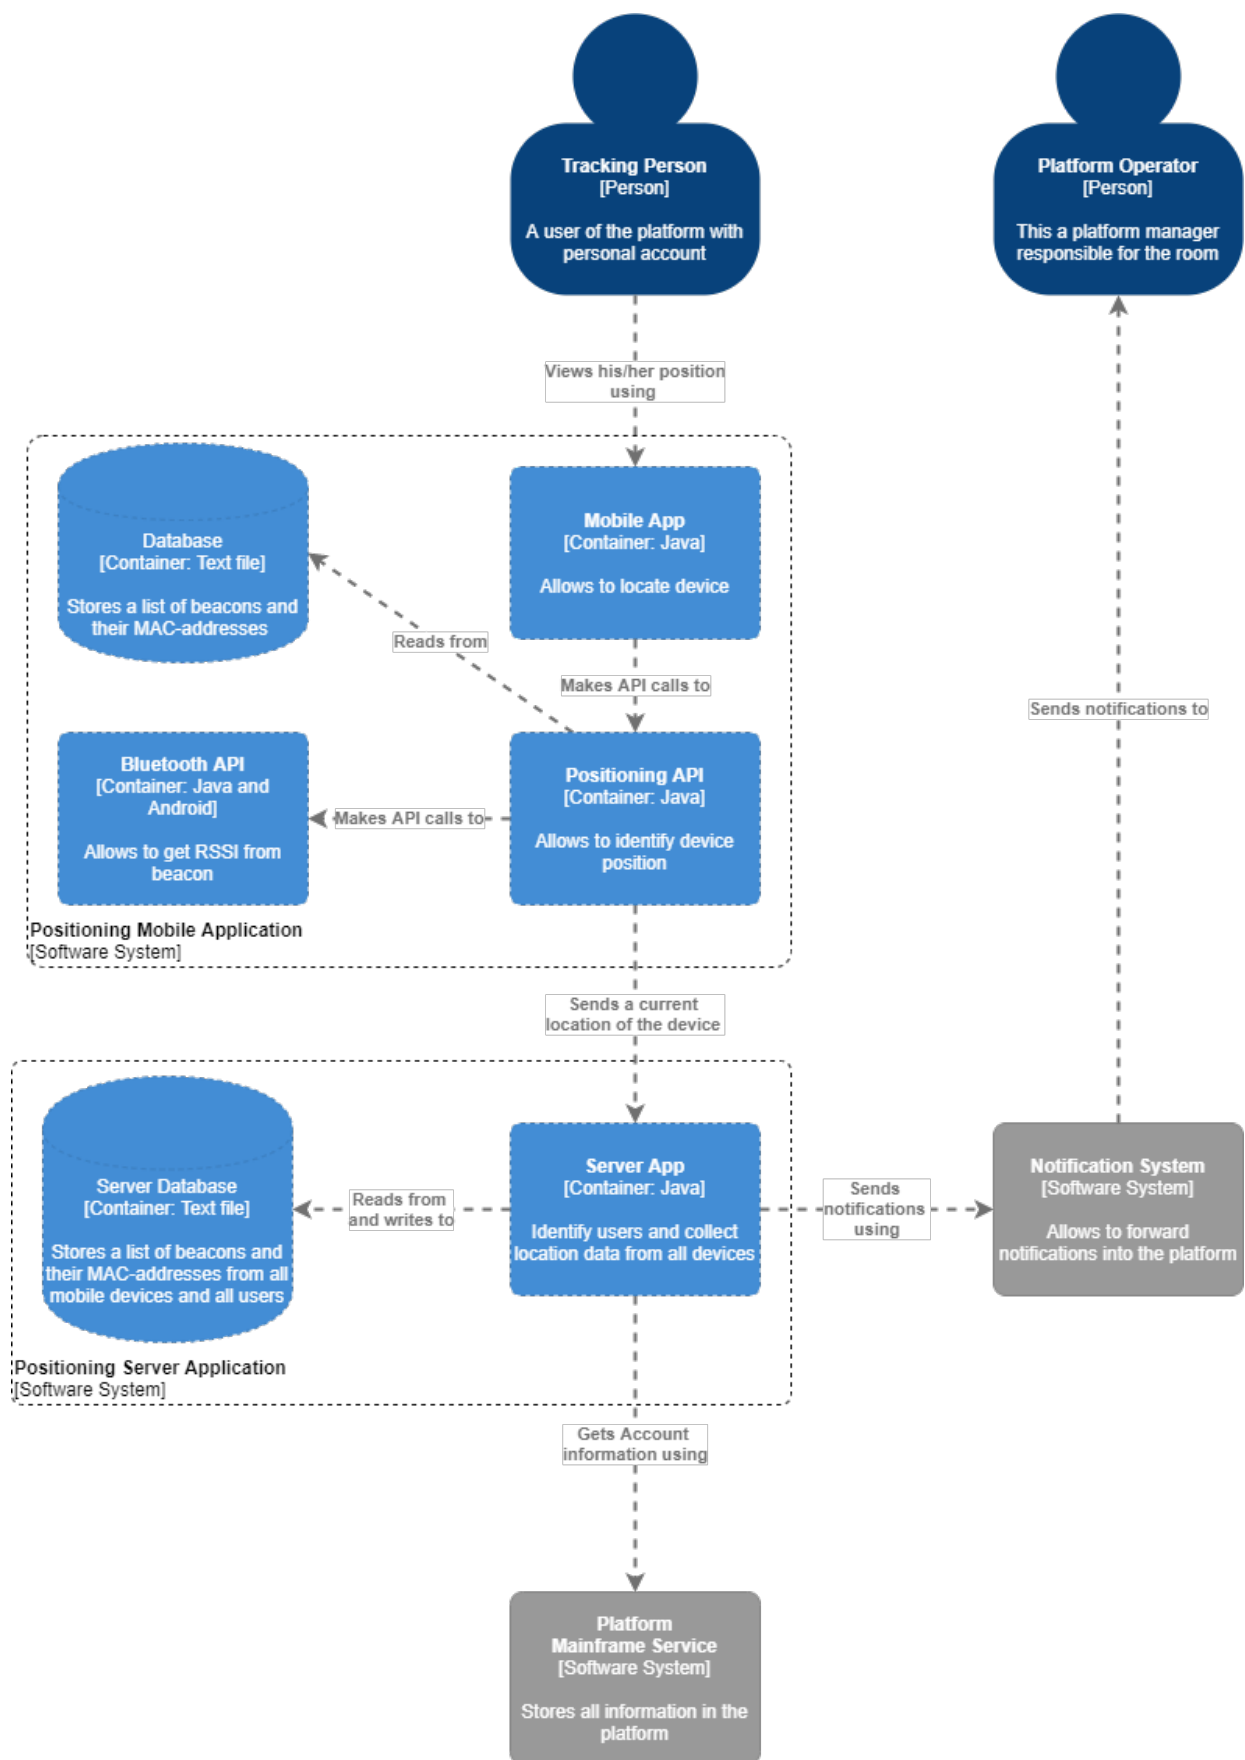 Tracking Person
[Person]
A user of the platform with
personal account
Platform Operator
[Person]
This a platform manager
responsible for the room
Views his/her position
using
Database
[Container: Text file]
Stores a list of beacons and
their MAC-addresses
Mobile App
[Container: Java]
Allows to locate device
Reads from
Makes API calls to
Sends notifications to
Bluetooth API
[Container: Java and
Android]
Allows to get RSSI from
beacon
Makes API calls to
Positioning API
[Container: Java]
Allows to identify device
position
Positioning Mobile Application
[Software System]
Sends a current
location of the device
Server Database
[Container: Text file]
Stores a list of beacons and
their MAC-addresses from all
mobile devices and all users
Reads from
and writes to
Server App
[Container: Java]
Identify users and collect
location data from all devices
Sends
notifications
using
Notification System
[Software System]
Allows to forward
notifications into the platform
Positioning Server Application
[Software System]
Gets Account
information using
Platform
Mainframe Service
[Software System]
Stores all information in the
platform